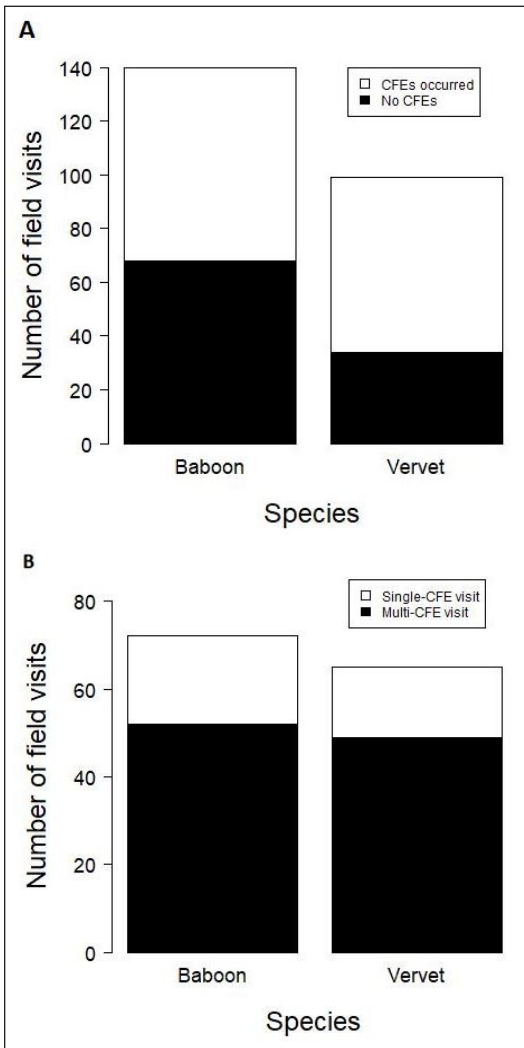 A
140
120
100
80
60
40
20
0
Number of field visits
CFEs occurred
No CFEs
Baboon
Vervet
Species
B
80
60
40
20
0
Number of field visits
Single-CFE visit
Multi-CFE visit
Baboon
Vervet
Species